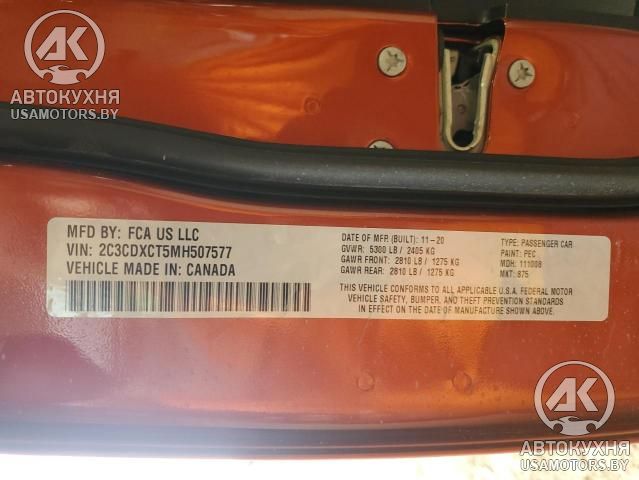 АК
АВТОКУХНЯ
USAMOTORS.BY
MFD BY: FCA US LLC
VIN: 2C3CDXCT5MH507577
VEHICLE MADE IN: CANADA
DATE OF MFR (BUILT): 11-20
GVWR: 5300 LB / 2405 KG
GAWR FRONT: 2810 LB / 1275 KG
GAWR REAR: 2810 LB / 1275 KG
TYPE: PASSENGER CAR
PAINT: PEC
MDH: 111008
MKT: 875
THIS VEHICLE CONFORMS TO ALL APPLICABLE U.S.A. FEDERAL MOTOR
VEHICLE SAFETY, BUMPER, AND THEFT PREVENTION STANDARDS
IN EFFECT ON THE DATE OF MANUFACTURE SHOWN ABOVE.
АК
АВТОКУХНЯ
USAMOTORS.BY